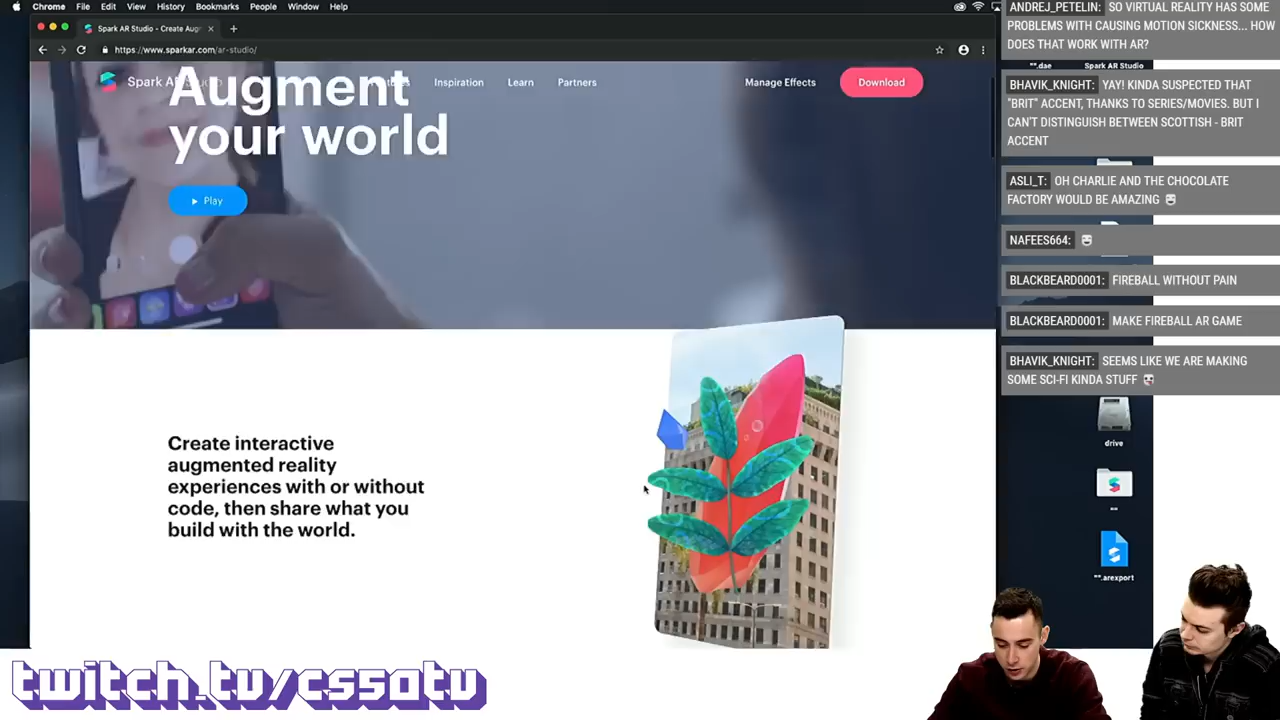 Chrome File Edit View History Bookmarks People Window Help
Spark AR Studio - Create Aug
https://www.sparkar.com/ar-studio/
Spark AR Inspiration Learn Partners Manage Effects Download
Augment
your world
Play
Create interactive
augmented reality
experiences with or without
code, then share what you
build with the world.
ANDREJ_PETELIN: SO VIRTUAL REALITY HAS SOME
PROBLEMS WITH CAUSING MOTION SICKNESS... HOW
DOES THAT WORK WITH AR?
**.dae Spark AR Studio
BHAVIK_KNIGHT: YAY! KINDA SUSPECTED THAT
"BRIT" ACCENT, THANKS TO SERIES/MOVIES. BUT I
CAN'T DISTINGUISH BETWEEN SCOTTISH - BRIT
ACCENT
ASLI_T: OH CHARLIE AND THE CHOCOLATE
FACTORY WOULD BE AMAZING
NAFEES664:
BLACKBEARD0001: FIREBALL WITHOUT PAIN
BLACKBEARD0001: MAKE FIREBALL AR GAME
BHAVIK_KNIGHT: SEEMS LIKE WE ARE MAKING
SOME SCI-FI KINDA STUFF
drive
**
**.arexport
twitch.tv/cssatv